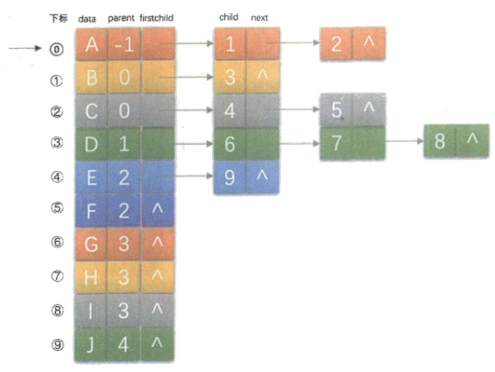 下标 data parent firstchild child next
⓪ A -1 1 2 ^
① B 0 3 ^
② C 0 4 5 ^
③ D 1 6 7 8 ^
④ E 2 9 ^
⑤ F 2 ^
⑥ G 3 ^
⑦ H 3 ^
⑧ I 3 ^
⑨ J 4 ^